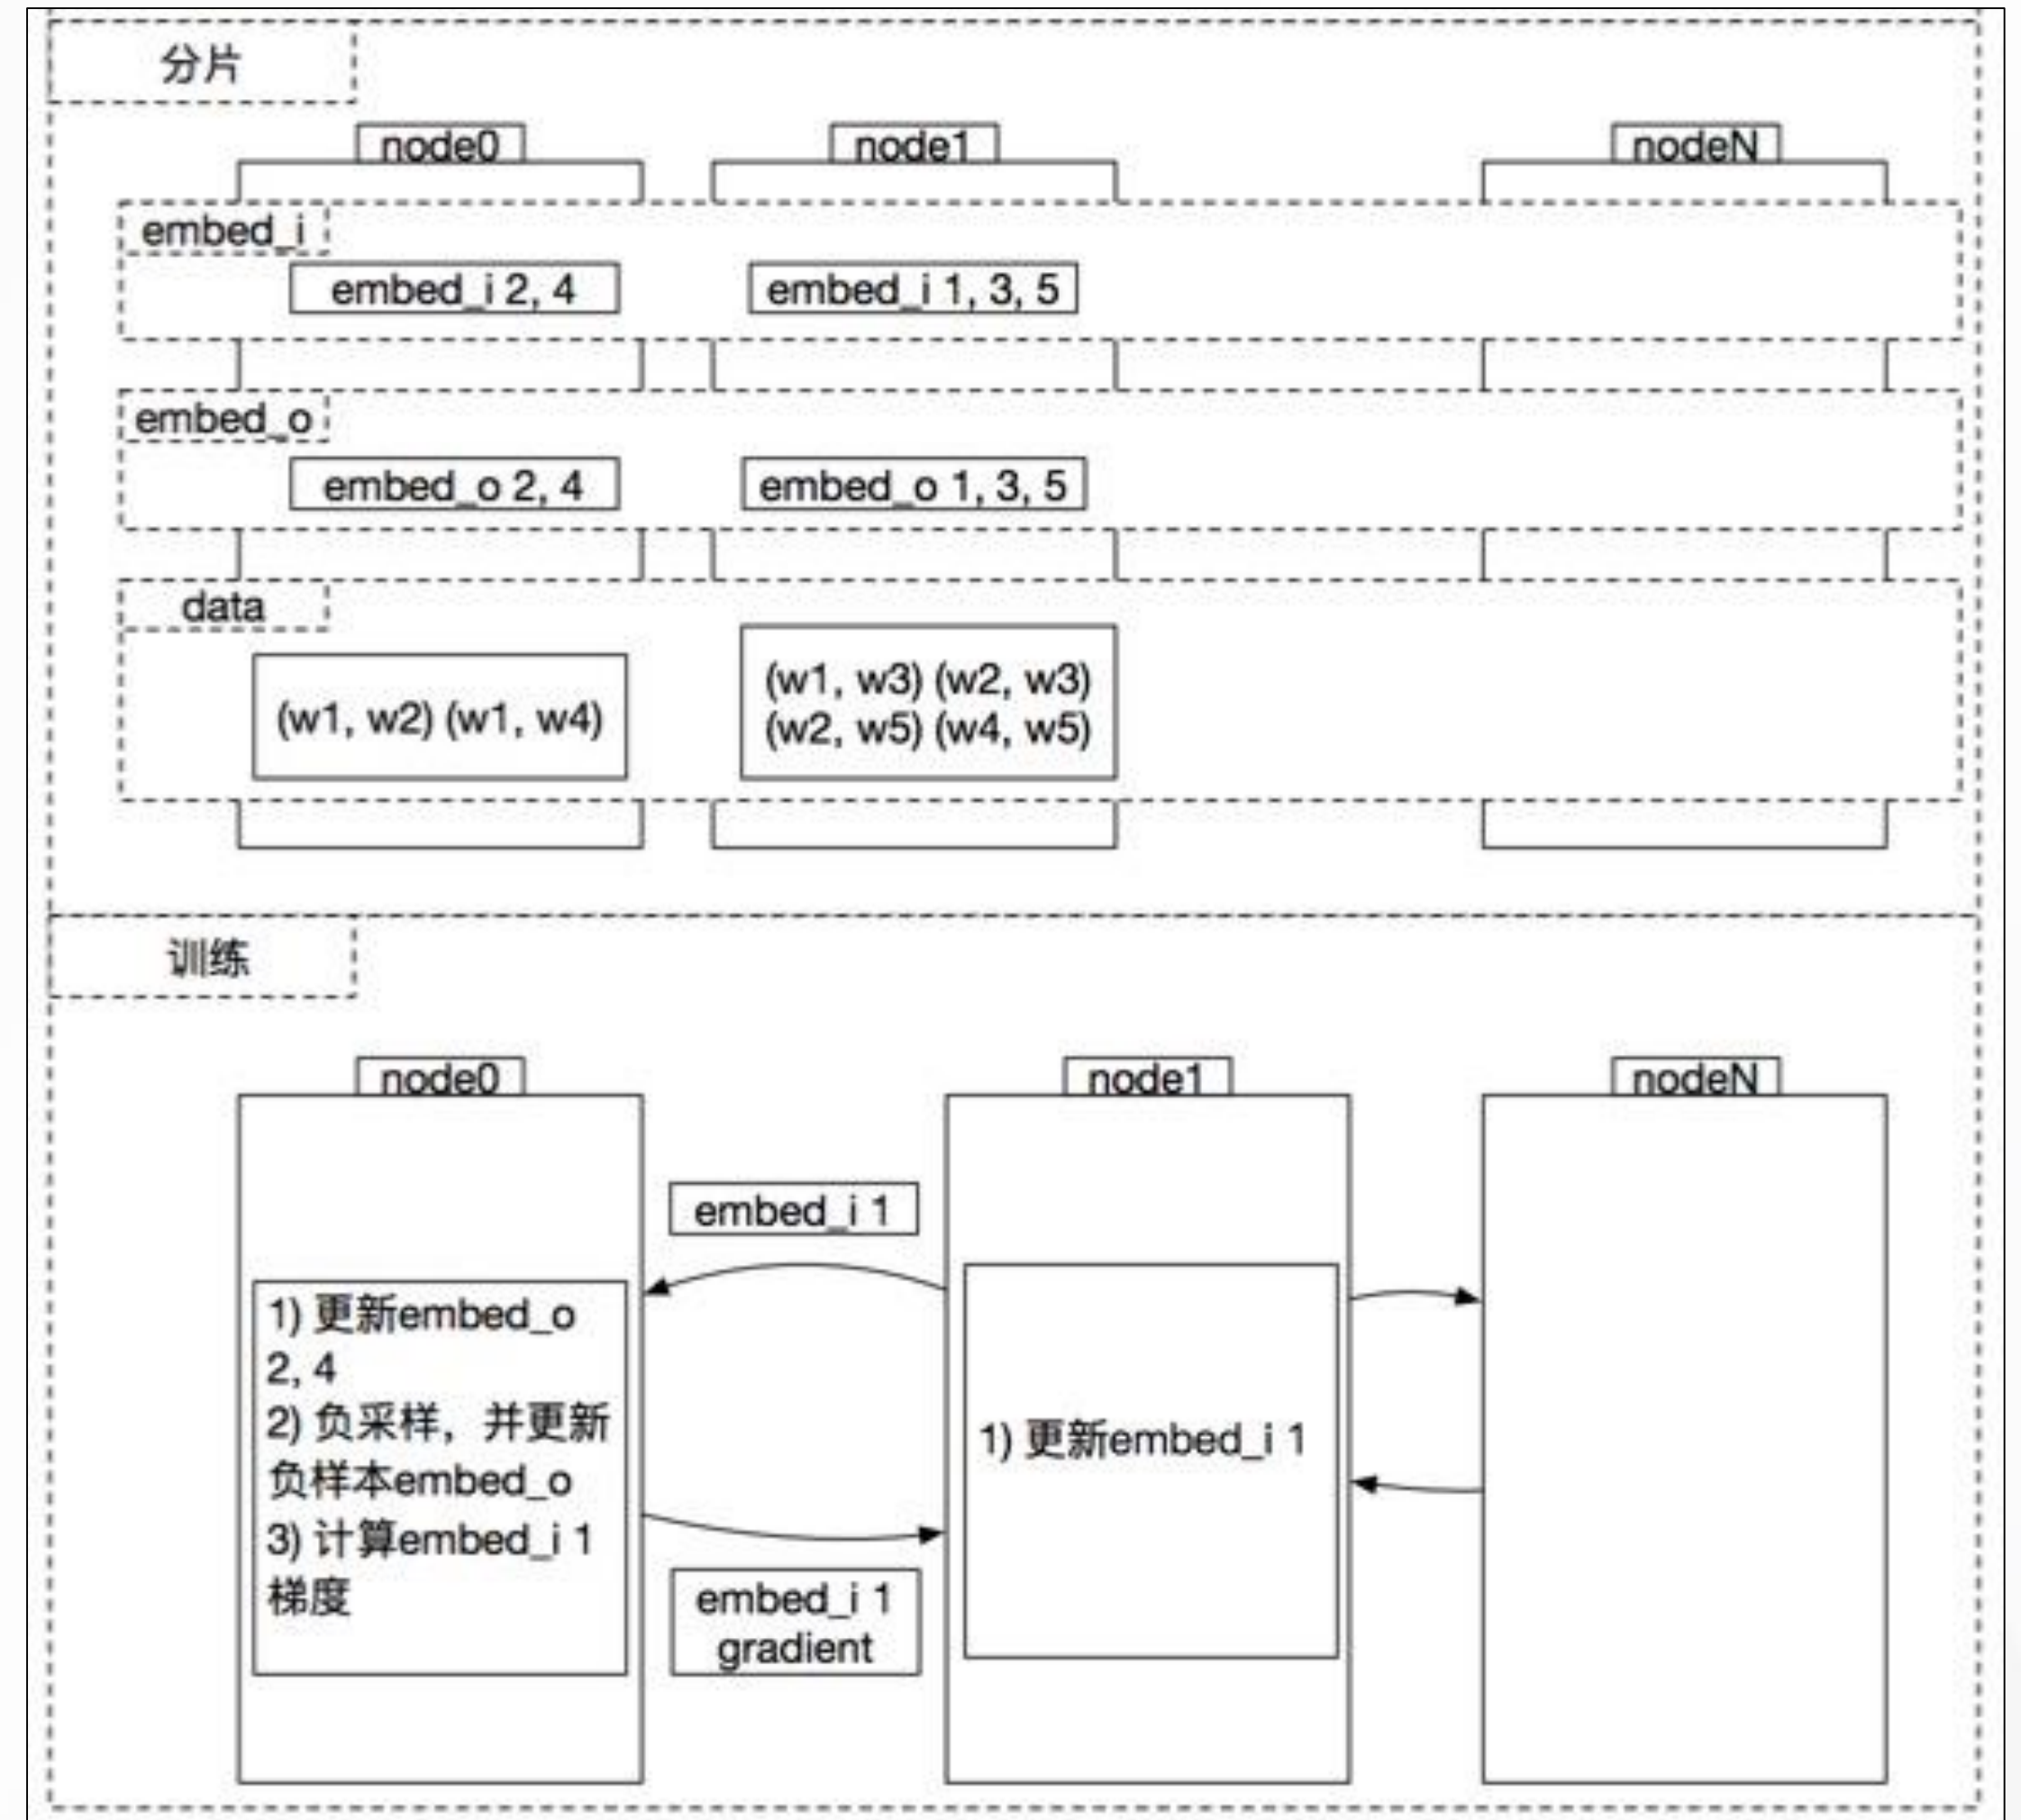 分片
node0
node1
nodeN
embed_i
embed_i 2, 4
embed_i 1, 3, 5
embed_o
embed_o 2, 4
embed_o 1, 3, 5
data
(w1, w2) (w1, w4)
(w1, w3) (w2, w3)
(w2, w5) (w4, w5)
训练
node0
node1
nodeN
embed_i 1
1) 更新embed_o
2, 4
2) 负采样，并更新
负样本embed_o
3) 计算embed_i 1
梯度
1) 更新embed_i 1
embed_i 1
gradient